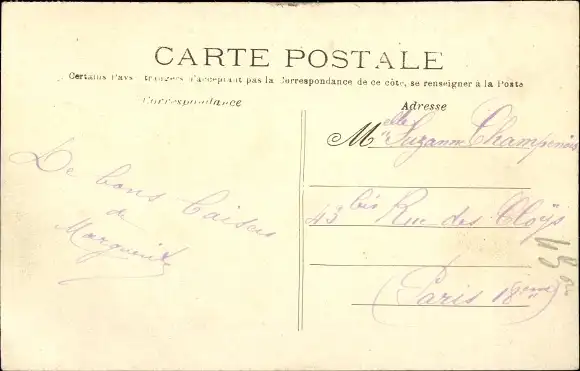 CARTE POSTALE
Certains Pays étrangers n'acceptant pas la Correspondance de ce côté, se renseigner à la Poste
Correspondance
Adresse
De bons baisers
de
Marguerite
Melle Suzanne Champenois
43 bis Rue des Cloÿs
(Paris 18ème)